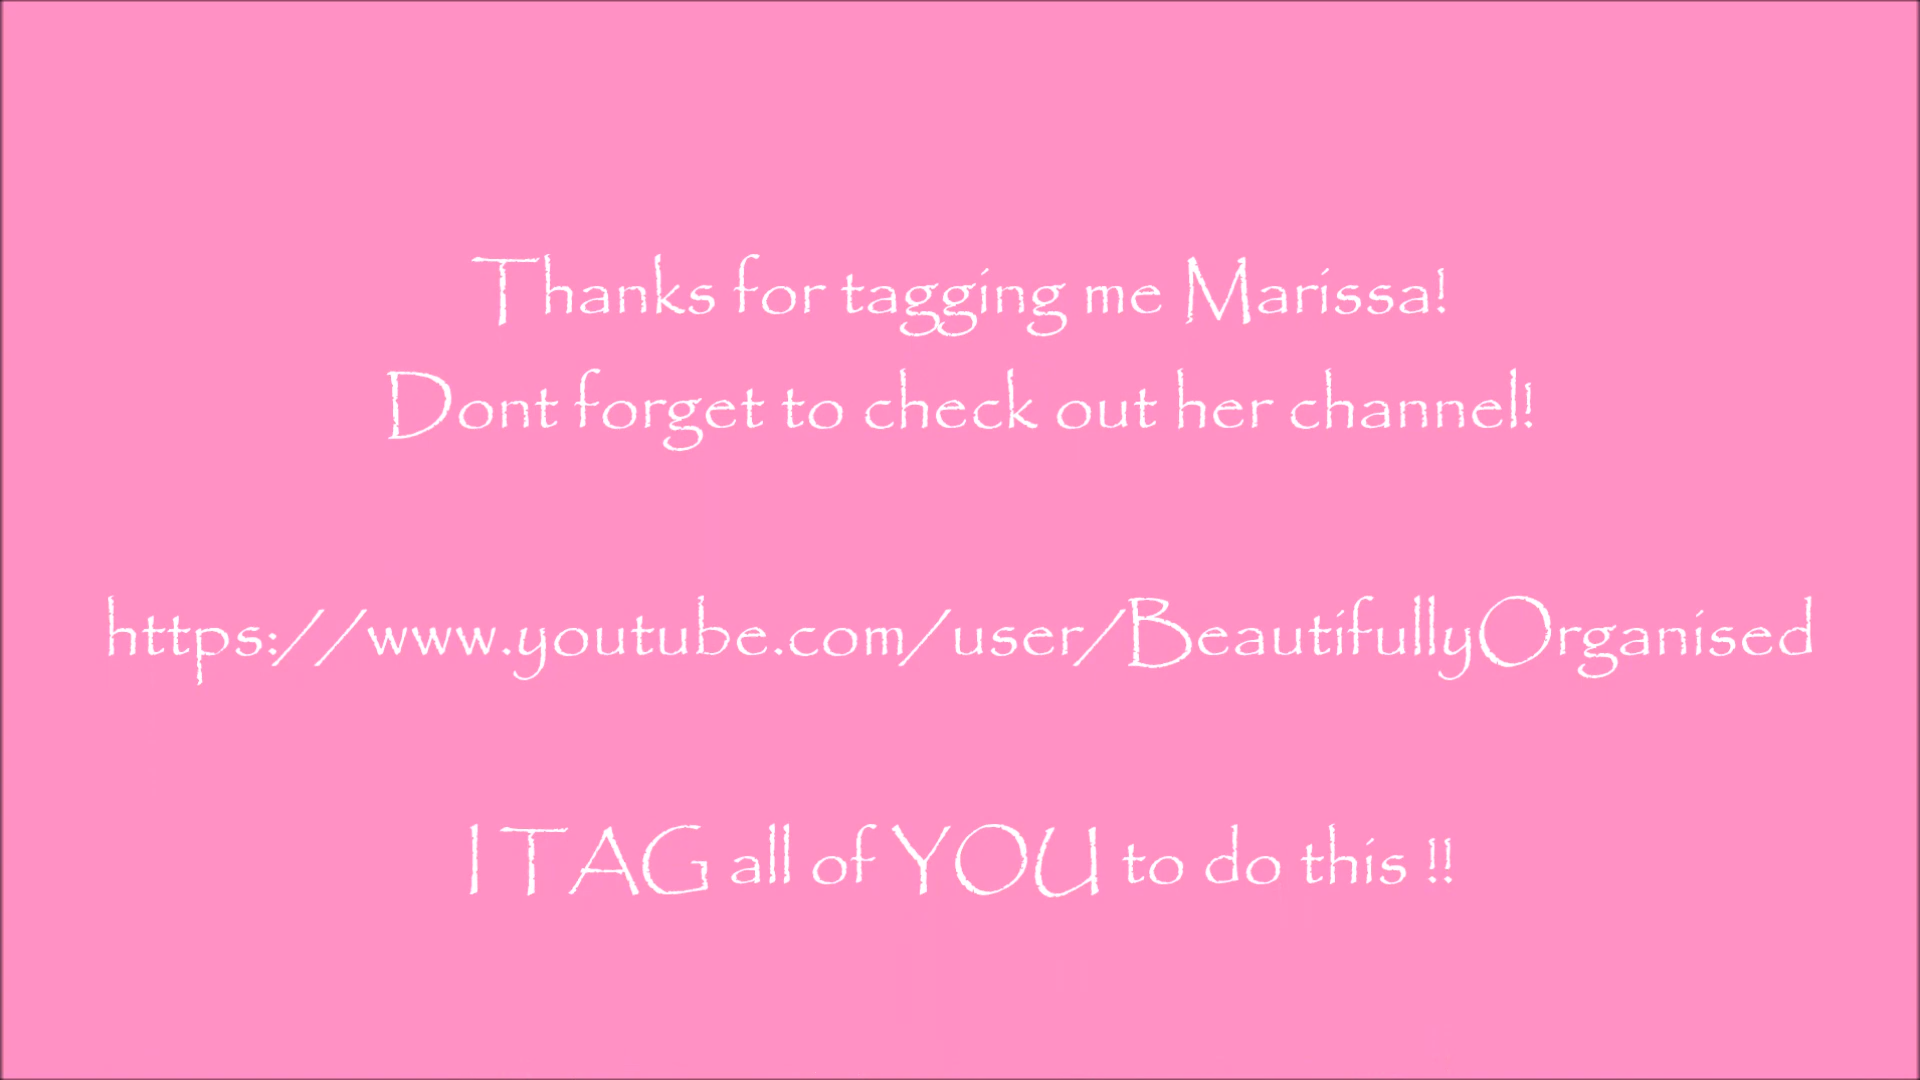 Thanks for tagging me Marissa!
Dont forget to check out her channel!
https://www.youtube.com/user/BeautifullyOrganised
I TAG all of YOU to do this !!